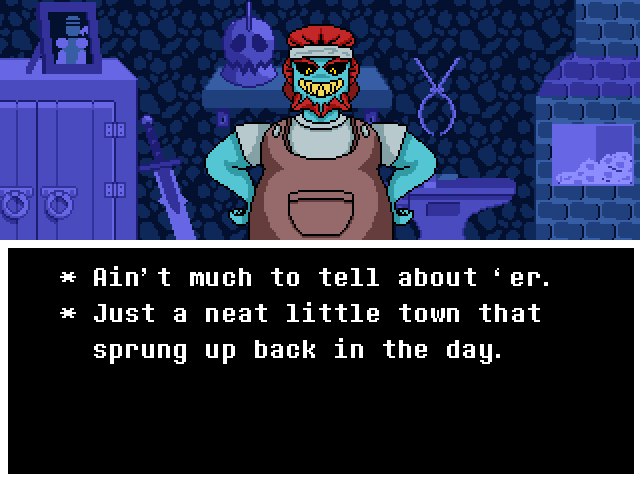 * Ain’t much to tell about ‘er.
* Just a neat little town that
sprung up back in the day.